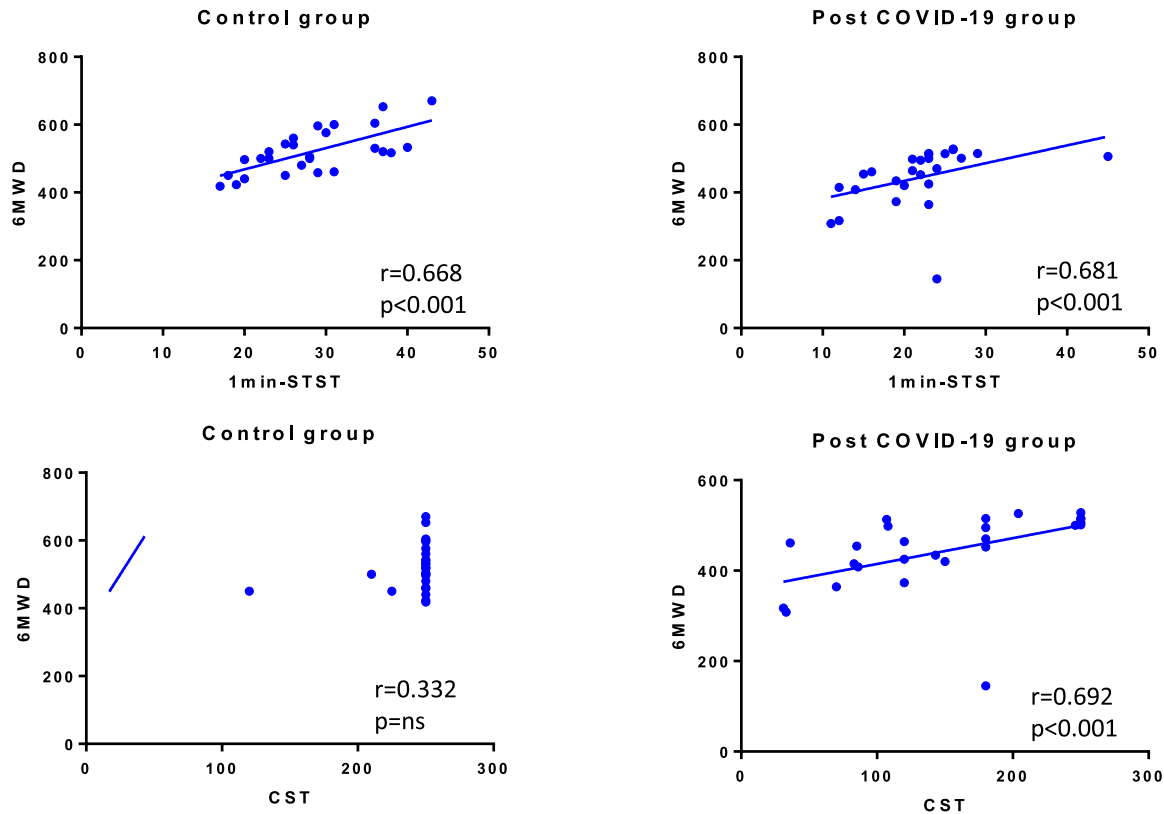 Control group
800
600
400
200
0
6MWD
r=0.668
p<0.001
0 10 20 30 40 50
1min-STST
Post COVID-19 group
800
600
400
200
0
6MWD
r=0.681
p<0.001
0 10 20 30 40 50
1min-STST
Control group
800
600
400
200
0
6MWD
r=0.332
p=ns
0 100 200 300
CST
Post COVID-19 group
600
400
200
0
6MWD
r=0.692
p<0.001
0 100 200 300
CST